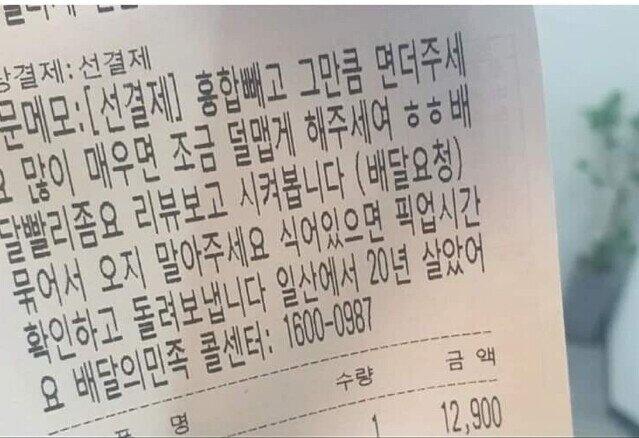 당결제: 선결제
문메모:[선결제] 홍합빼고 그만큼 면더주세
요 많이 매우면 조금 덜맵게 해주세여 ㅎㅎ배
달빨리좀요 리뷰보고 시켜봅니다 (배달요청)
묶어서 오지 말아주세요 식어있으면 픽업시간
확인하고 돌려보냅니다 일산에서 20년 살았어
요 배달의민족 콜센터: 1600-0987
품 명 수량 금 액
1 12,900